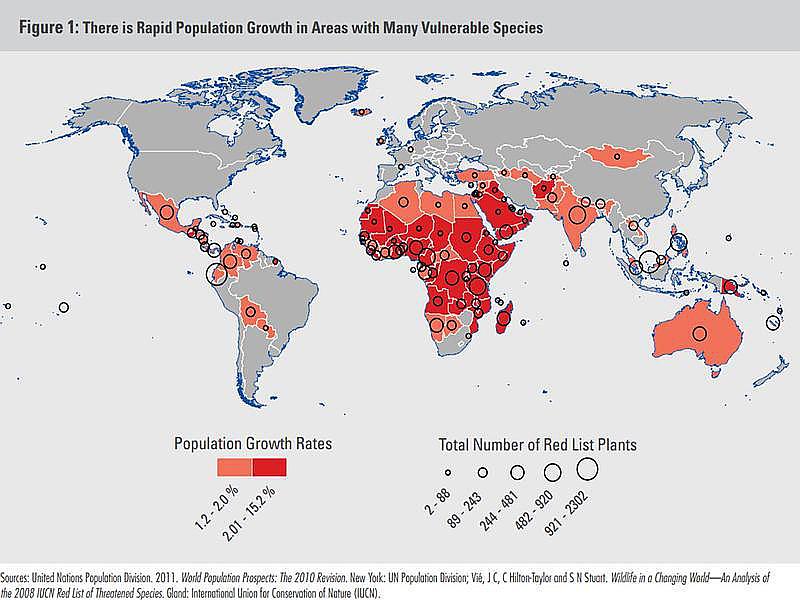 Figure 1: There is Rapid Population Growth in Areas with Many Vulnerable Species
Population Growth Rates
1.2 - 2.0 %
2.01 - 15.2 %
Total Number of Red List Plants
2 - 88
89 - 243
244 - 481
482 - 920
921 - 2302
Sources: United Nations Population Division. 2011. World Population Prospects: The 2010 Revision. New York: UN Population Division; Vié, J C, C Hilton-Taylor and S N Stuart. Wildlife in a Changing World—An Analysis of
the 2008 IUCN Red List of Threatened Species. Gland: International Union for Conservation of Nature (IUCN).